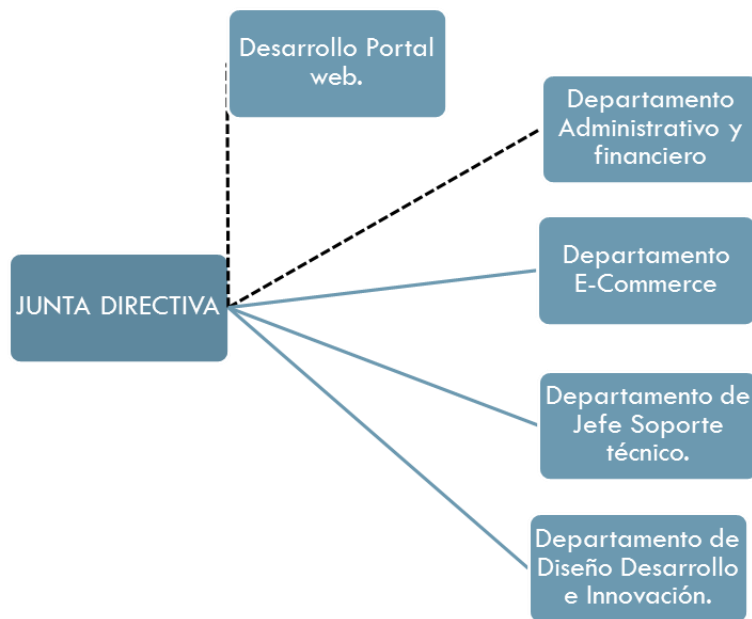 Desarrollo Portal
web.
Departamento
Administrativo y
financiero
JUNTA DIRECTIVA
Departamento
E-Commerce
Departamento de
Jefe Soporte
técnico.
Departamento de
Diseño Desarrollo
e Innovación.